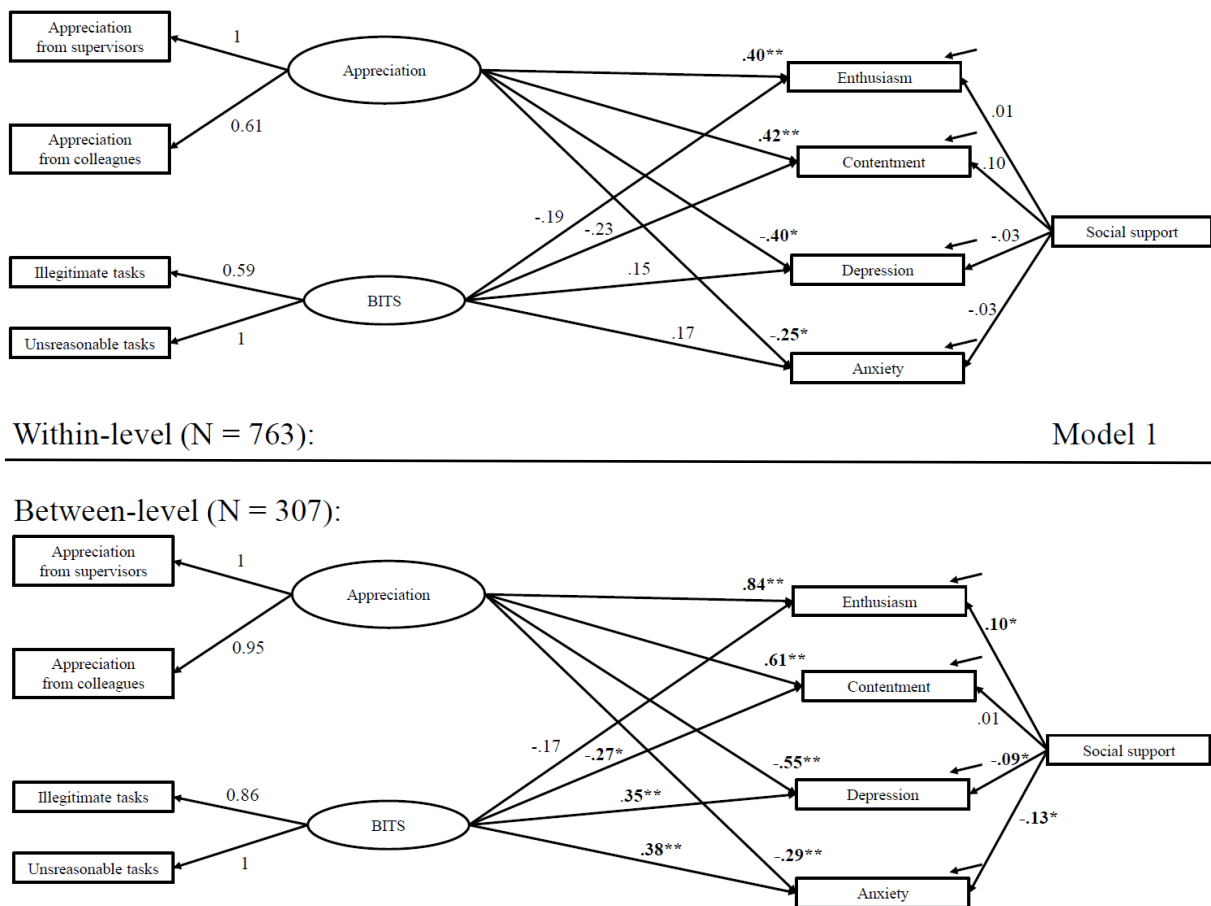 Appreciation
from supervisors
1
Appreciation
.40**
Enthusiasm
.01
Appreciation
from colleagues
0.61
.42**
Contentment
.10
-.19
-.23
Social support
Illegitimate tasks
0.59
-.40*
Depression
-.03
.15
BITS
Unsreasonable tasks
1
.17
-.25*
-.03
Anxiety
Within-level (N = 763):
Model 1
Between-level (N = 307):
Appreciation
from supervisors
1
Appreciation
.84**
Enthusiasm
.10*
Appreciation
from colleagues
0.95
.61**
Contentment
.01
-.17
-.27*
Social support
Illegitimate tasks
0.86
-.55**
Depression
-.09*
.35**
BITS
Unsreasonable tasks
1
.38**
-.29**
-.13*
Anxiety